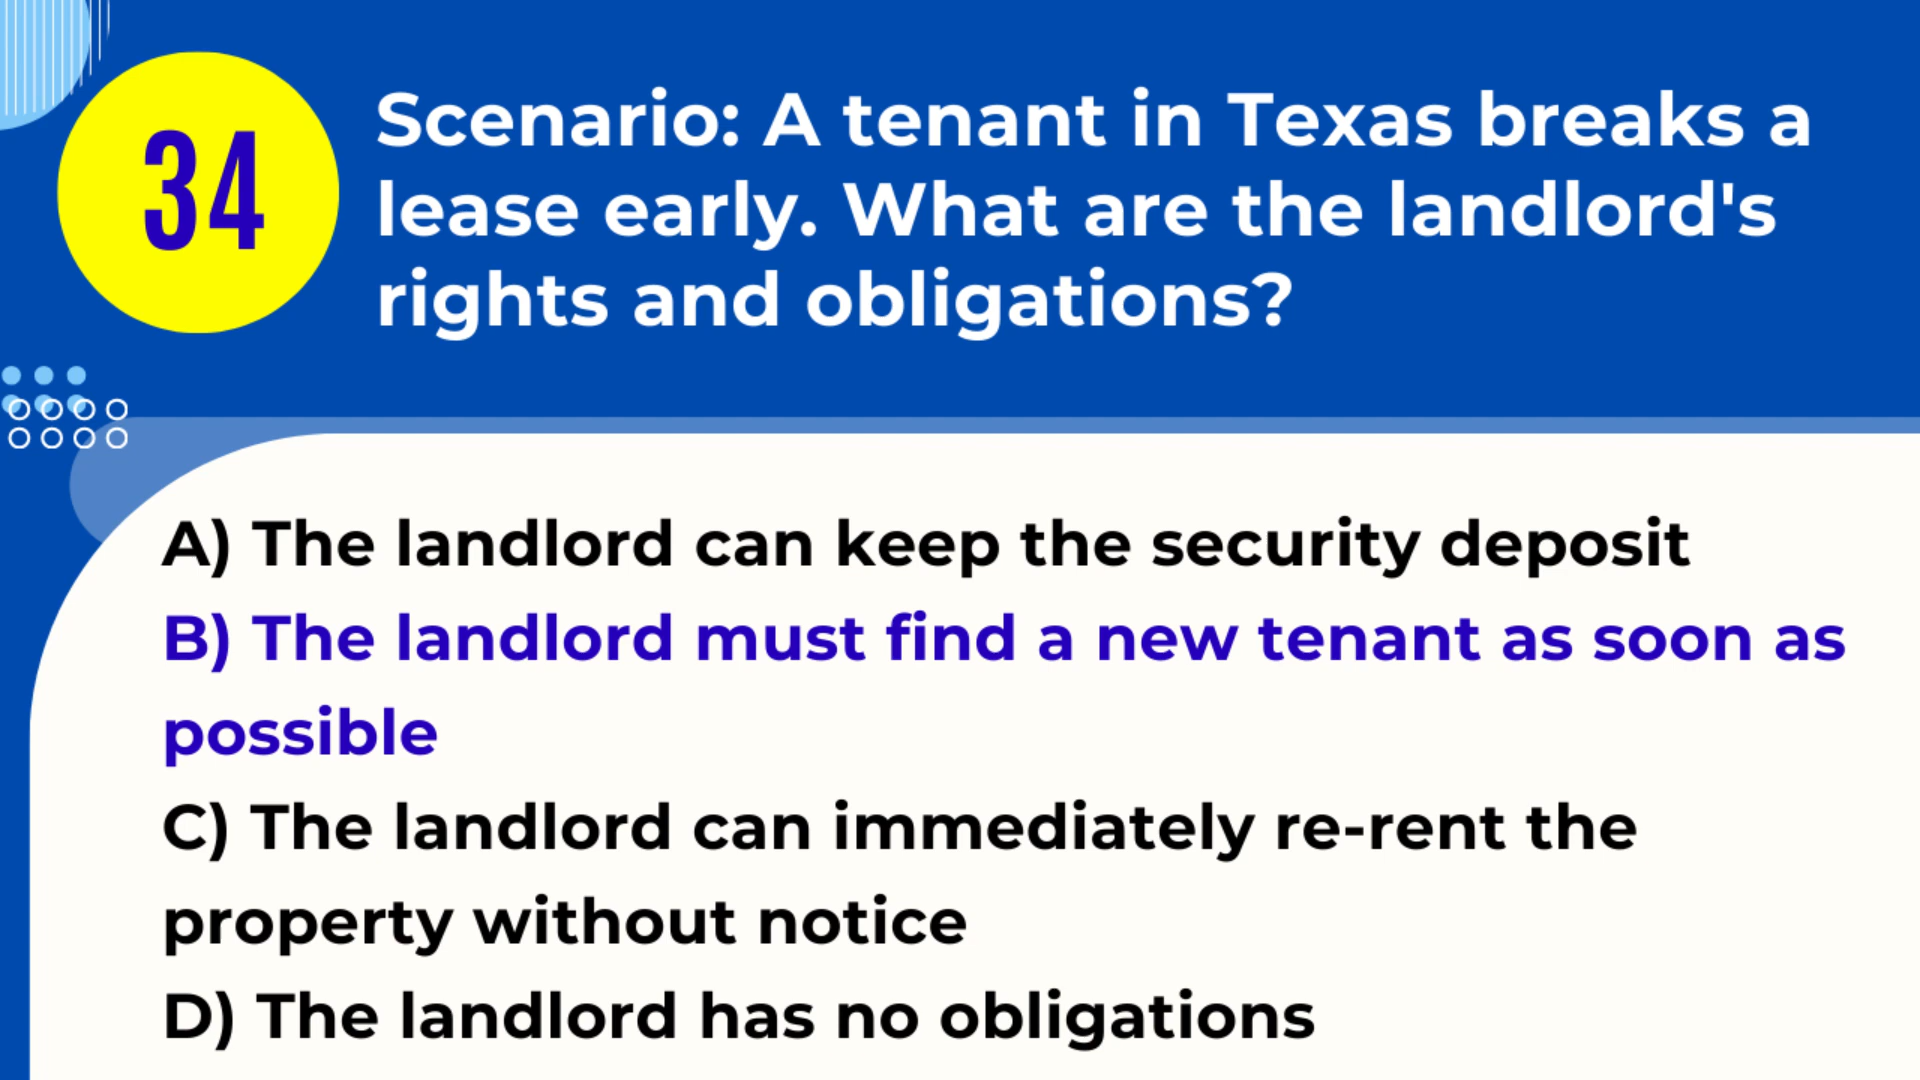 34
Scenario: A tenant in Texas breaks a
lease early. What are the landlord's
rights and obligations?
A) The landlord can keep the security deposit
B) The landlord must find a new tenant as soon as
possible
C) The landlord can immediately re-rent the
property without notice
D) The landlord has no obligations